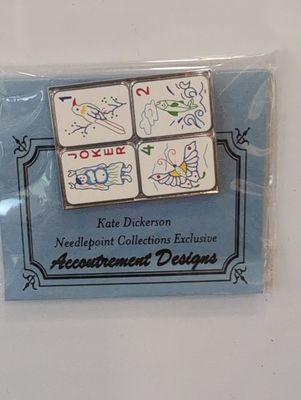 1
2
JOKER
4
Kate Dickerson
Needlepoint Collections Exclusive
Accoutrement Designs